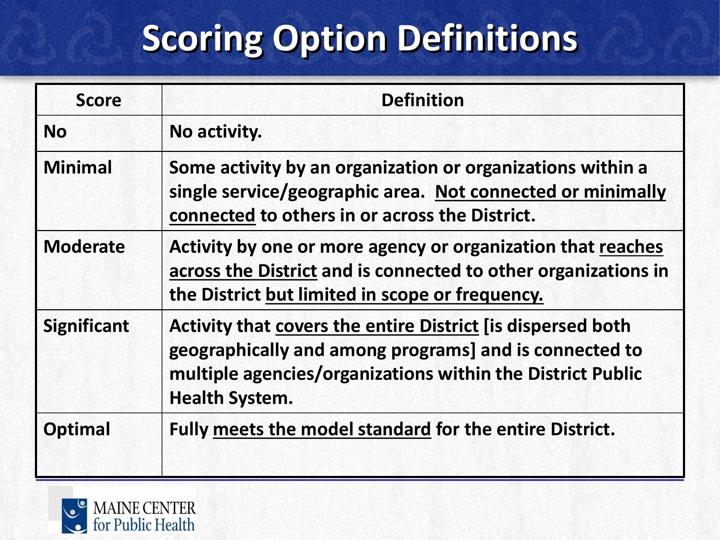 Scoring Option Definitions
Score Definition
No No activity.
Minimal Some activity by an organization or organizations within a
single service/geographic area. Not connected or minimally
connected to others in or across the District.
Moderate Activity by one or more agency or organization that reaches
across the District and is connected to other organizations in
the District but limited in scope or frequency.
Significant Activity that covers the entire District [is dispersed both
geographically and among programs] and is connected to
multiple agencies/organizations within the District Public
Health System.
Optimal Fully meets the model standard for the entire District.
MAINE CENTER
for Public Health